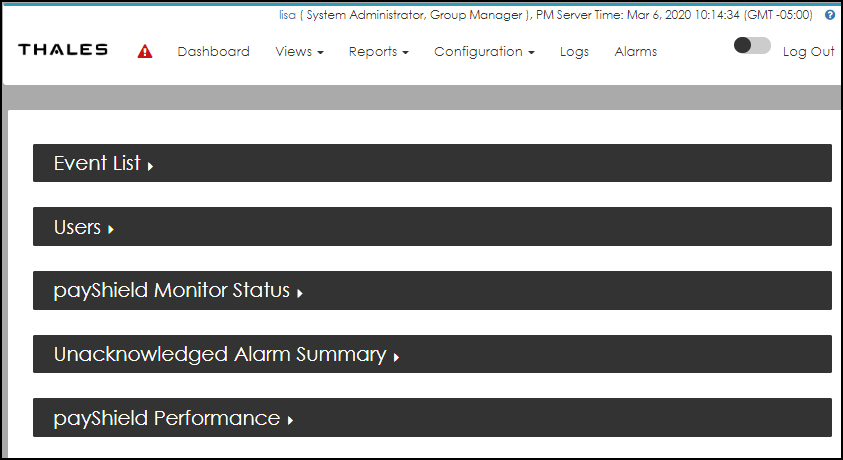 lisa ( System Administrator, Group Manager ), PM Server Time: Mar 6, 2020 10:14:34 (GMT -05:00) ?
THALES Dashboard Views Reports Configuration Logs Alarms Log Out
Event List
Users
payShield Monitor Status
Unacknowledged Alarm Summary
payShield Performance